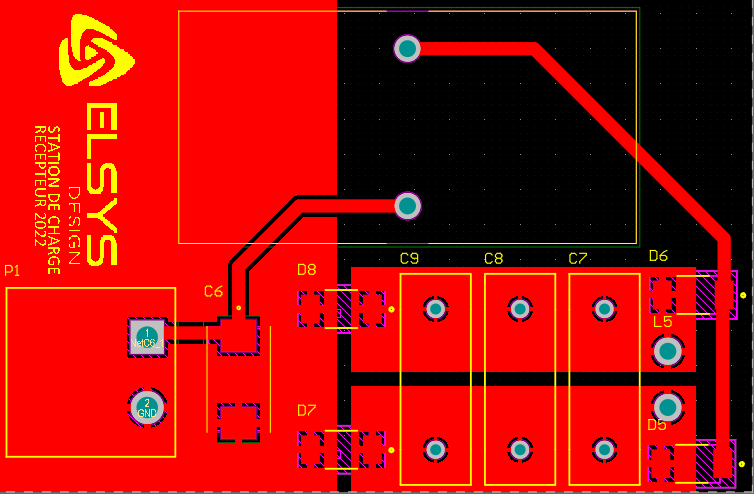 ELSYS
DESIGN
STATION DE CHARGE
RECEPTEUR 2022
P1
C6
D8
C9
C8
C7
D6
L5
1
NetC6_1
2
GND
D7
D5